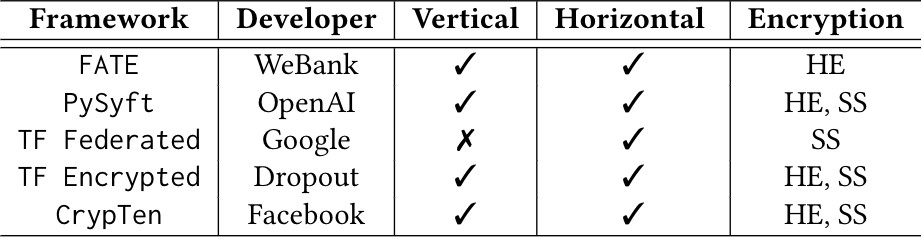 Framework Developer Vertical Horizontal Encryption
FATE WeBank ✓ ✓ HE
PySyft OpenAI ✓ ✓ HE, SS
TF Federated Google ✗ ✓ SS
TF Encrypted Dropout ✓ ✓ HE, SS
CrypTen Facebook ✓ ✓ HE, SS